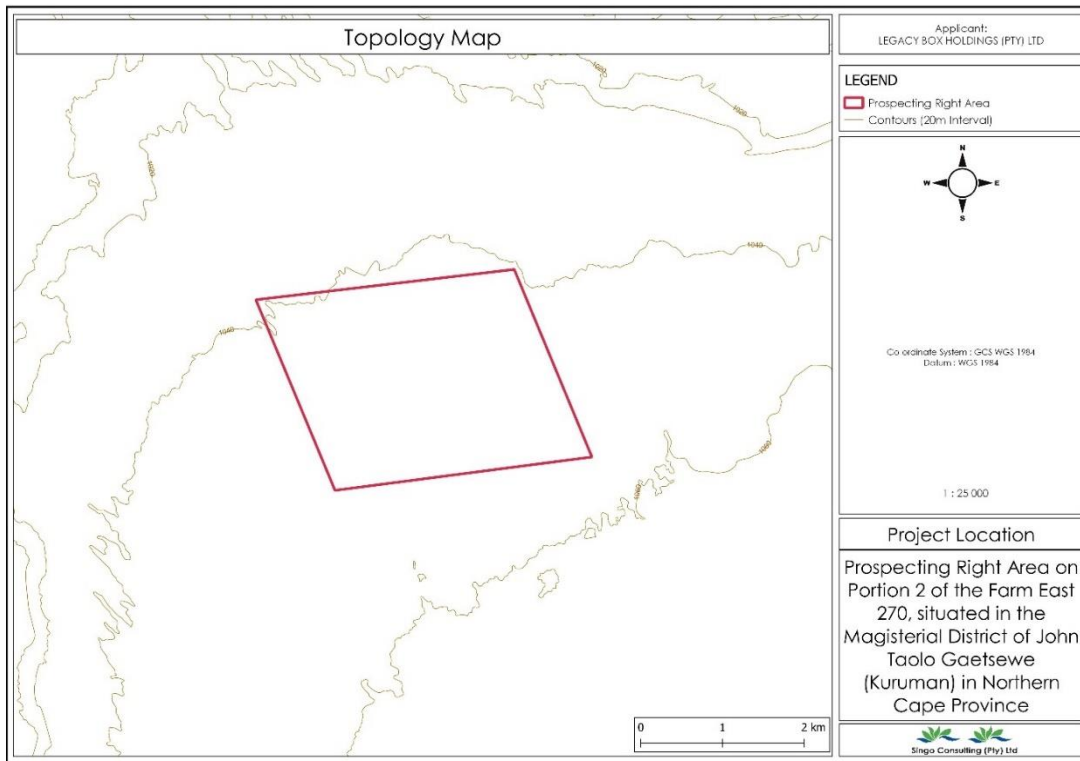 Topology Map
Applicant:
LEGACY BOX HOLDINGS (PTY) LTD
LEGEND
Prospecting Right Area
Contours (20m Interval)
N
W E
S
Co ordinate System : GCS WGS 1984
Datum : WGS 1984
1 : 25 000
Project Location
Prospecting Right Area on
Portion 2 of the Farm East
270, situated in the
Magisterial District of John
Taolo Gaetsewe
(Kuruman) in Northern
Cape Province
Singo Consulting (Pty) Ltd
1020
1040
1040
1060
1060
0 1 2 km